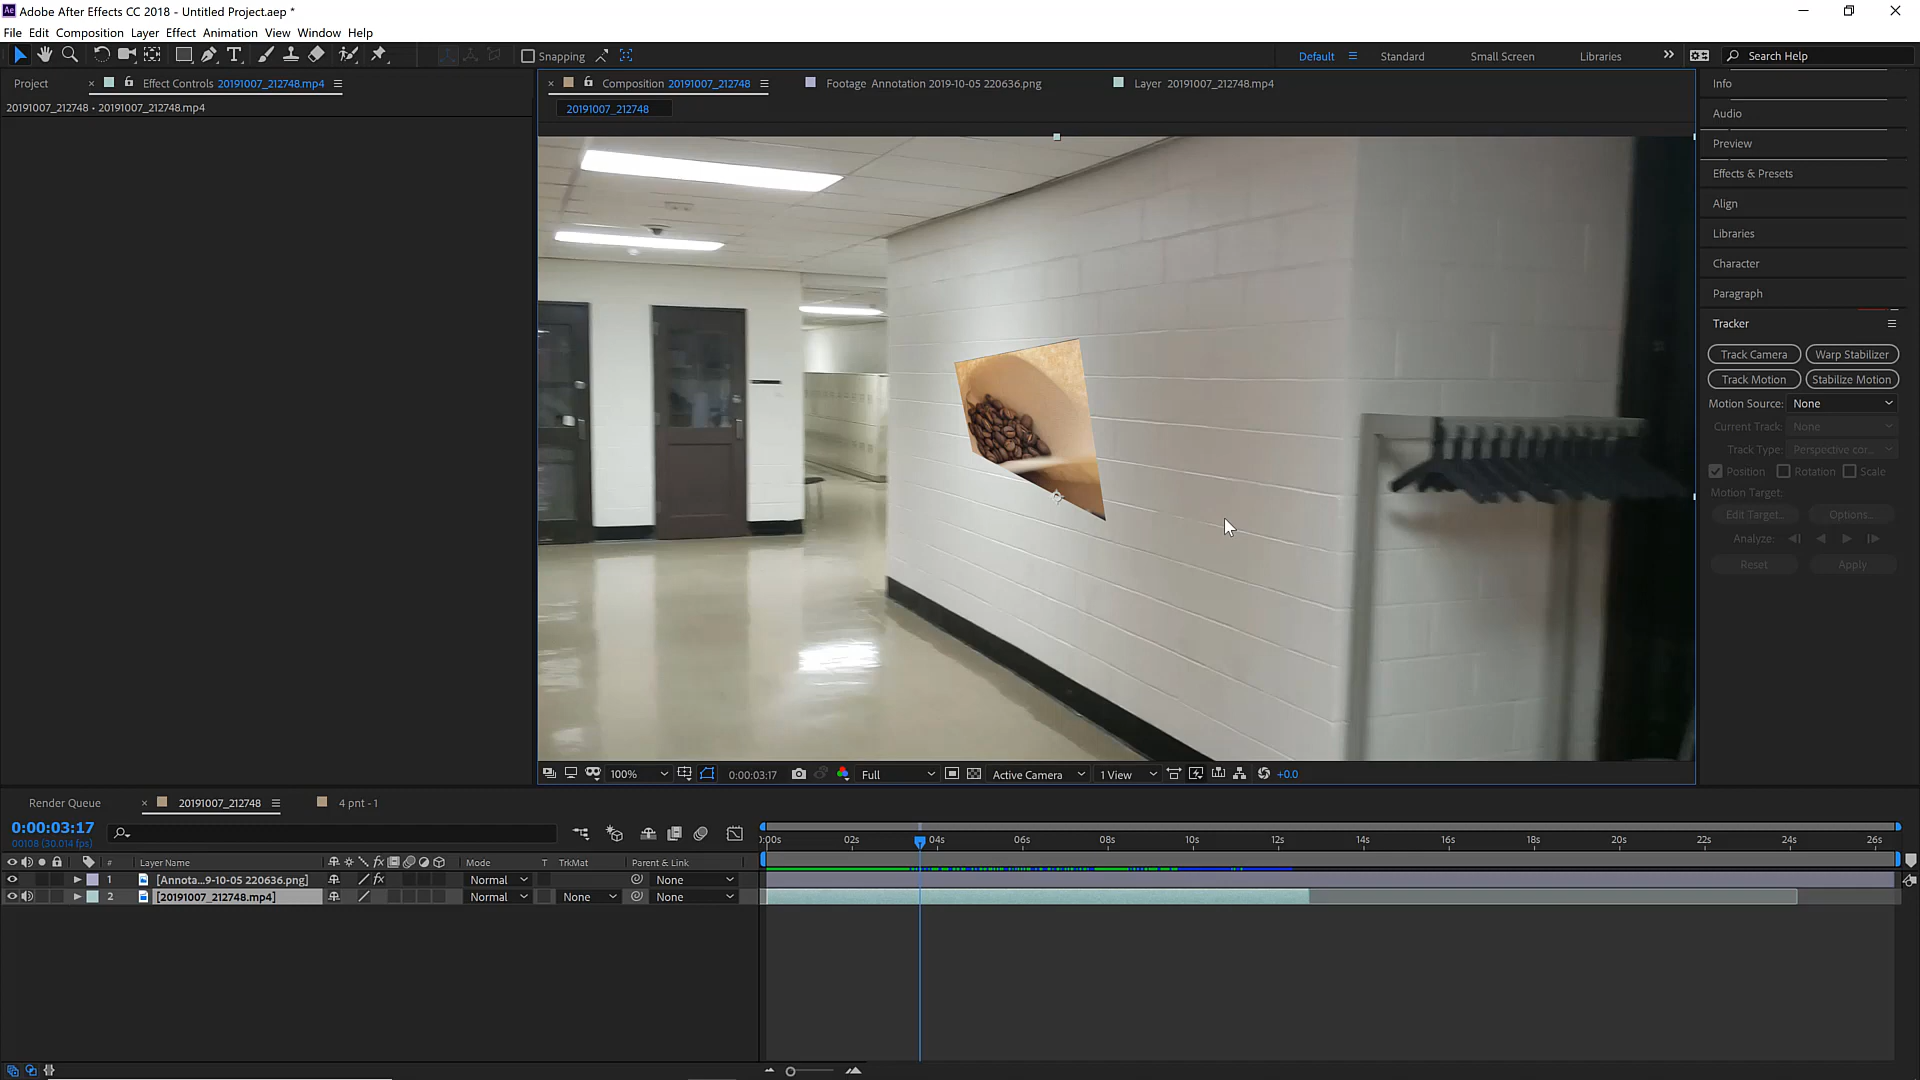 Adobe After Effects CC 2018 - Untitled Project.aep *
File Edit Composition Layer Effect Animation View Window Help
Snapping
Default
Standard
Small Screen
Libraries
Search Help
Project
Effect Controls 20191007_212748.mp4
20191007_212748 • 20191007_212748.mp4
Composition 20191007_212748
Footage Annotation 2019-10-05 220636.png
Layer 20191007_212748.mp4
20191007_212748
Info
Audio
Preview
Effects & Presets
Align
Libraries
Character
Paragraph
Tracker
Track Camera
Warp Stabilizer
Track Motion
Stabilize Motion
Motion Source: None
Current Track: None
Track Type: Perspective cor...
Position Rotation Scale
Motion Target:
Edit Target...
Options...
Analyze:
Reset
Apply
100%
0:00:03:17
Full
Active Camera
1 View
+0.0
Render Queue
20191007_212748
4 pnt - 1
0:00:03:17
00108 (30.014 fps)
# Layer Name fx Mode T TrkMat Parent & Link
1 [Annota...9-10-05 220636.png] fx Normal None
2 [20191007_212748.mp4] Normal None None
:00s 02s 04s 06s 08s 10s 12s 14s 16s 18s 20s 22s 24s 26s